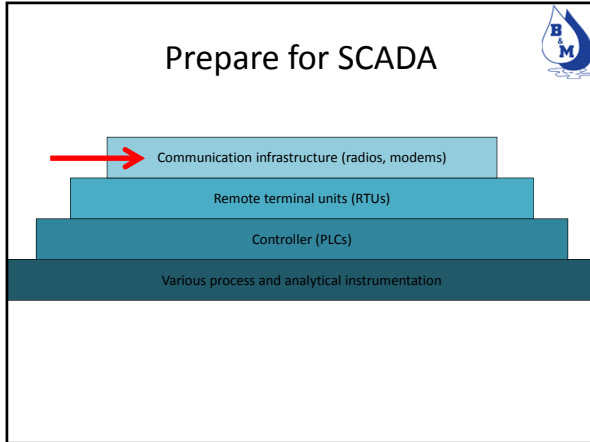 Prepare for SCADA
B
&
M
Communication infrastructure (radios, modems)
Remote terminal units (RTUs)
Controller (PLCs)
Various process and analytical instrumentation